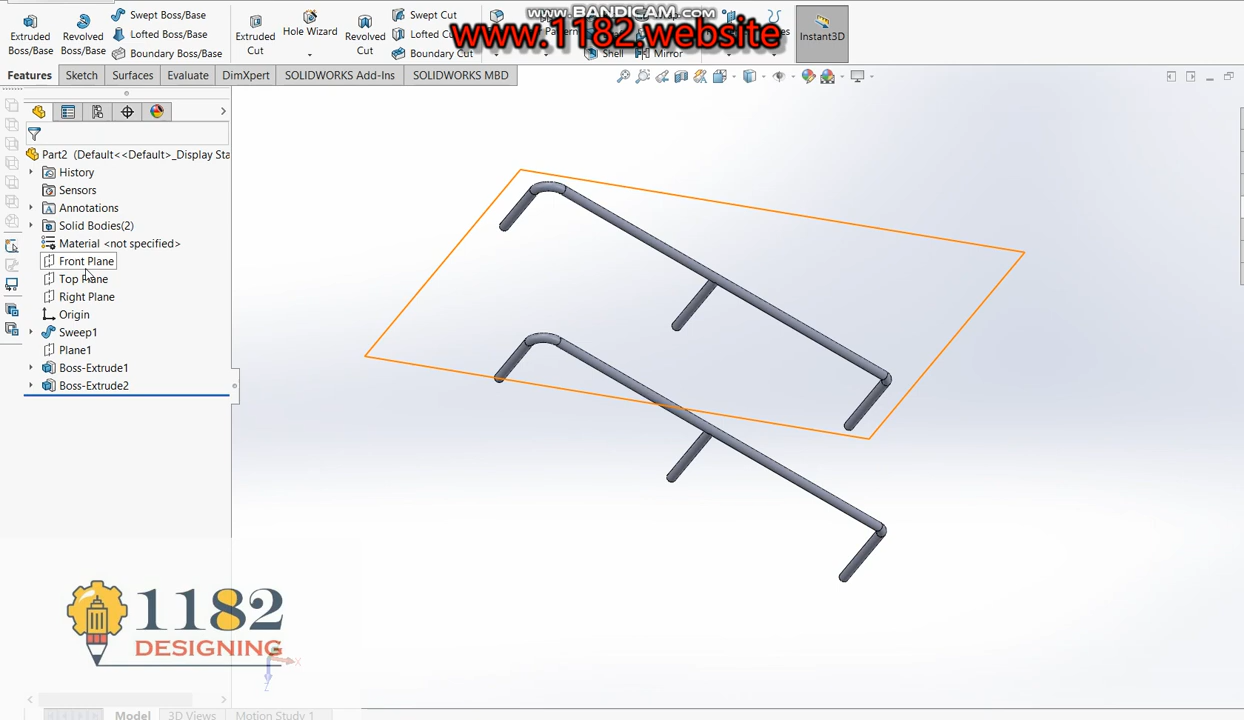 www.BANDICAM.com
www.1182.website
Extruded Boss/Base
Revolved Boss/Base
Swept Boss/Base
Lofted Boss/Base
Boundary Boss/Base
Extruded Cut
Hole Wizard
Revolved Cut
Swept Cut
Lofted Cut
Boundary Cut
Shell
Mirror
Instant3D
Features
Sketch
Surfaces
Evaluate
DimXpert
SOLIDWORKS Add-Ins
SOLIDWORKS MBD
Part2 (Default<<Default>_Display Sta
History
Sensors
Annotations
Solid Bodies(2)
Material <not specified>
Front Plane
Top Plane
Right Plane
Origin
Sweep1
Plane1
Boss-Extrude1
Boss-Extrude2
1182
DESIGNING
X
Z
Model
3D Views
Motion Study 1